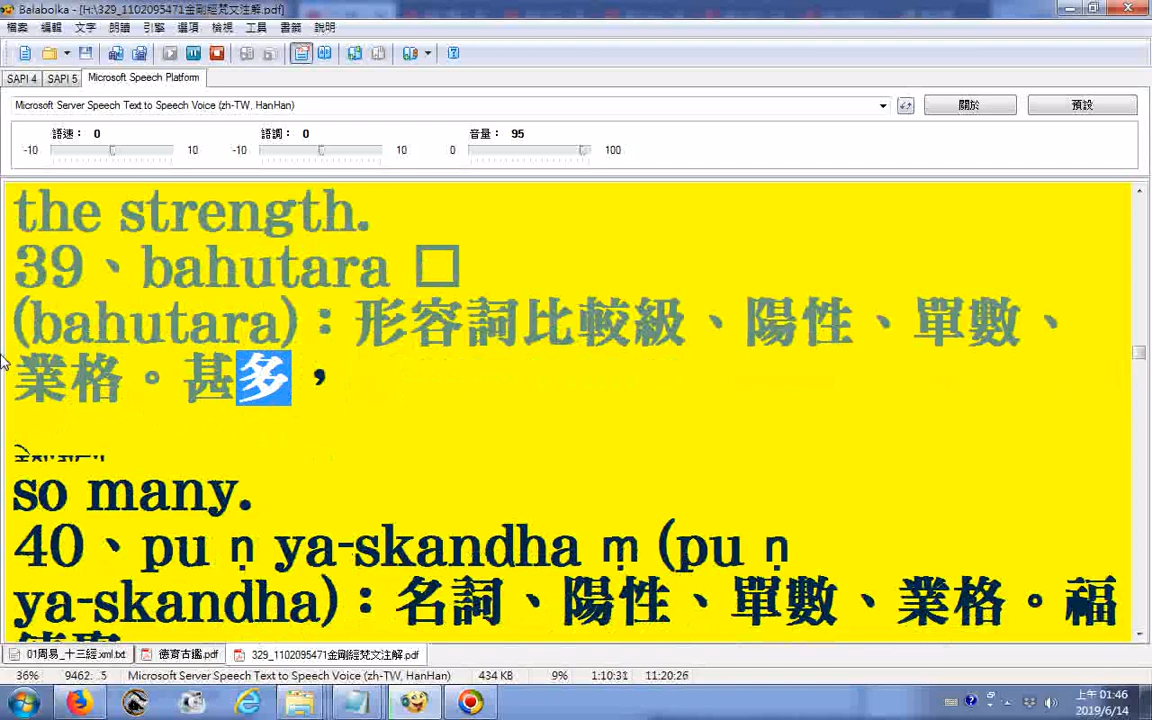 Balabolka - [H:\329_1102095471金剛經梵文注解.pdf]
檔案 編輯 文字 朗讀 引擎 選項 檢視 工具 書籤 說明
SAPI 4 SAPI 5 Microsoft Speech Platform
Microsoft Server Speech Text to Speech Voice (zh-TW, HanHan) 關於 預設
語速： 0 語調： 0 音量： 95
-10 10 -10 10 0 100
the strength.
39、bahutara □
(bahutara)：形容詞比較級、陽性、單數、
業格。甚多，
so many.
40、pu ṇ ya-skandha ṃ (pu ṇ
ya-skandha)：名詞、陽性、單數、業格。福
01周易_十三經.xml.txt 德育古鑑.pdf 329_1102095471金剛經梵文注解.pdf
36% 9462: .5 Microsoft Server Speech Text to Speech Voice (zh-TW, HanHan) 434 KB 9% 1:10:31 11:20:26
上午 01:46
2019/6/14